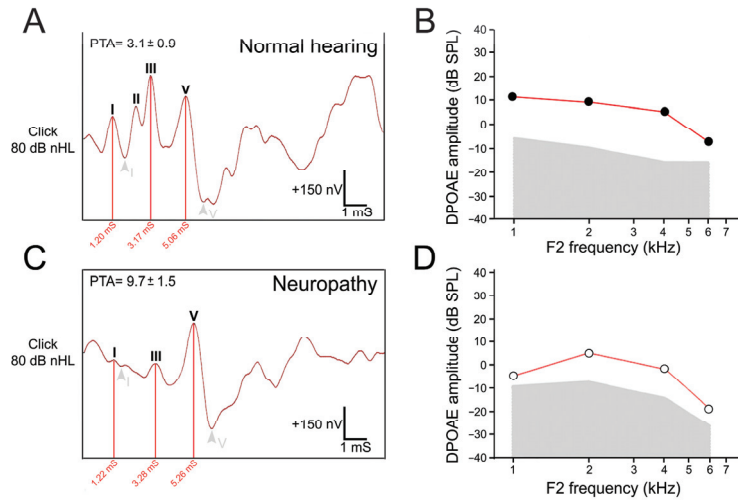 A
PTA= 3.1 ± 0.9
Normal hearing
I
II
III
V
Click
80 dB nHL
I
V
+150 nV
1 mS
1.20 mS
3.17 mS
5.06 mS
B
DPOAE amplitude (dB SPL)
40
30
20
10
0
-10
-20
-30
-40
1
2
3
4
5
6
7
F2 frequency (kHz)
C
PTA= 9.7 ± 1.5
Neuropathy
I
III
V
Click
80 dB nHL
I
V
+150 nV
1 mS
1.22 mS
3.28 mS
5.26 mS
D
DPOAE amplitude (dB SPL)
40
30
20
10
0
-10
-20
-30
-40
1
2
3
4
5
6
7
F2 frequency (kHz)